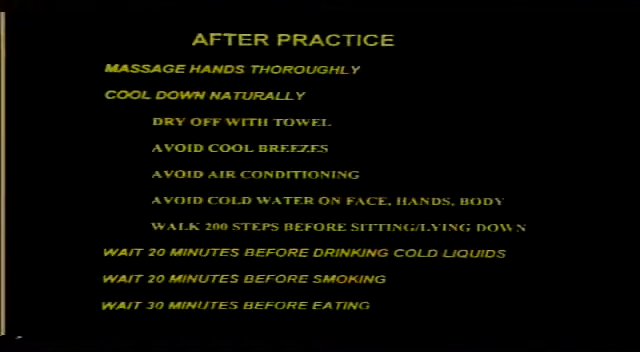 AFTER PRACTICE
MASSAGE HANDS THOROUGHLY
COOL DOWN NATURALLY
DRY OFF WITH TOWEL
AVOID COOL BREEZES
AVOID AIR CONDITIONING
AVOID COLD WATER ON FACE, HANDS, BODY
WALK 200 STEPS BEFORE SITTING/LYING DOWN
WAIT 20 MINUTES BEFORE DRINKING COLD LIQUIDS
WAIT 20 MINUTES BEFORE SMOKING
WAIT 30 MINUTES BEFORE EATING